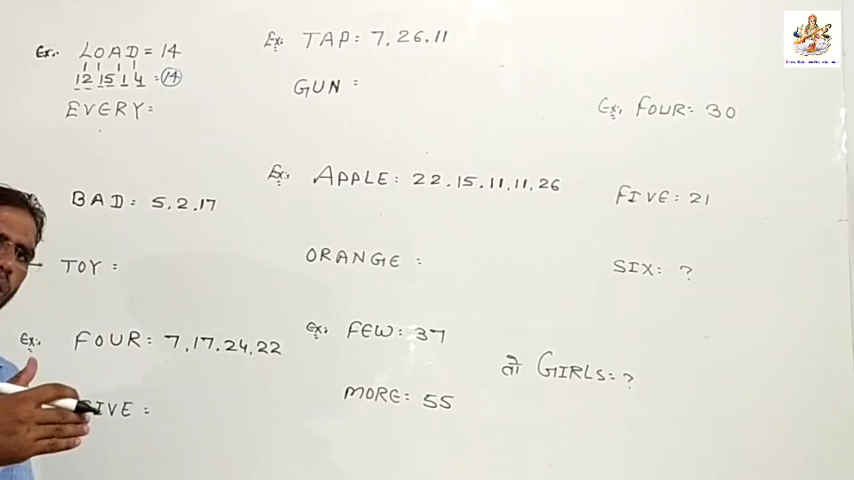 Ex:. LOAD = 14
12 15 1 4 = 14
EVERY:
BAD: 5.2.17
TOY :
Ex:. FOUR: 7,17.24,22
FIVE :
Ex: TAP: 7.26.11
GUN :
Ex. APPLE: 22.15.11.11.26
ORANGE :
Ex. FEW: 37
MORE: 55
तो GIRLS: ?
Ex. FOUR: 30
FIVE: 21
SIX: ?